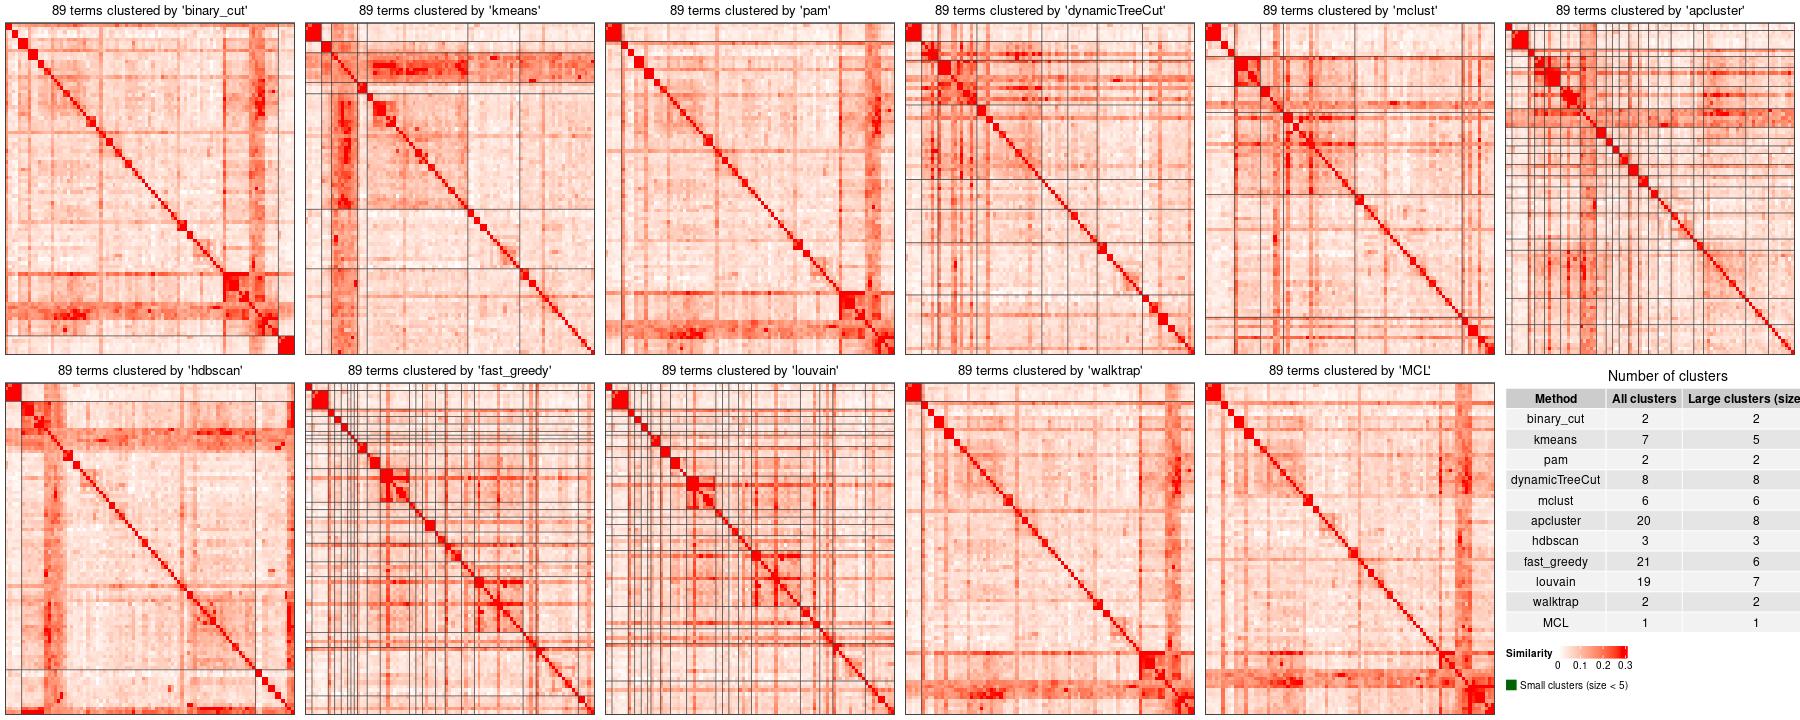 89 terms clustered by 'binary_cut'
89 terms clustered by 'kmeans'
89 terms clustered by 'pam'
89 terms clustered by 'dynamicTreeCut'
89 terms clustered by 'mclust'
89 terms clustered by 'apcluster'
89 terms clustered by 'hdbscan'
89 terms clustered by 'fast_greedy'
89 terms clustered by 'louvain'
89 terms clustered by 'walktrap'
89 terms clustered by 'MCL'
Number of clusters
Method All clusters Large clusters (size
binary_cut 2 2
kmeans 7 5
pam 2 2
dynamicTreeCut 8 8
mclust 6 6
apcluster 20 8
hdbscan 3 3
fast_greedy 21 6
louvain 19 7
walktrap 2 2
MCL 1 1
Similarity
0 0.1 0.2 0.3
Small clusters (size < 5)